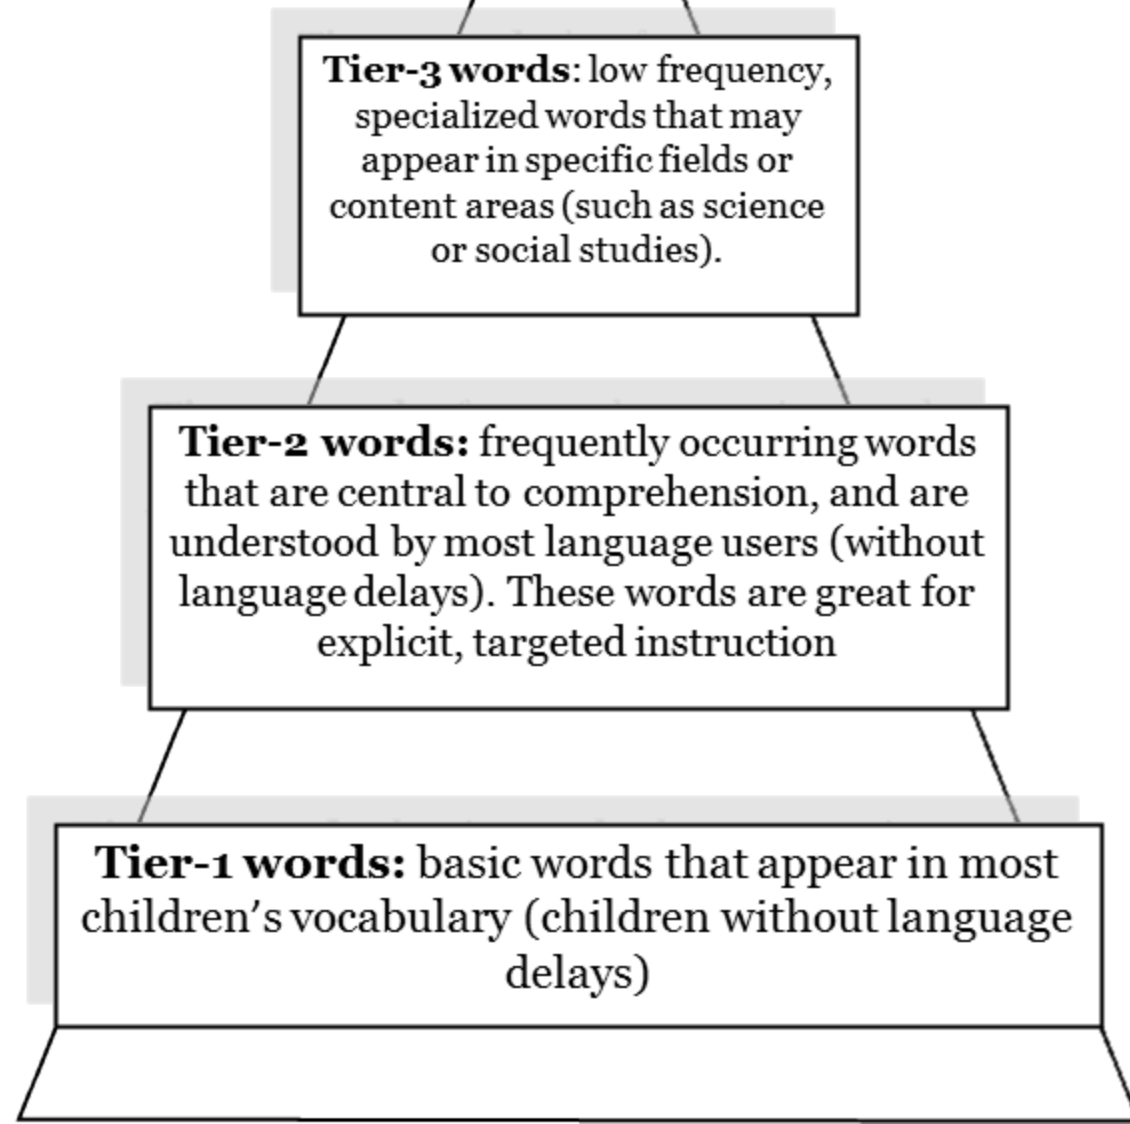 Tier-3 words: low frequency,
specialized words that may
appear in specific fields or
content areas (such as science
or social studies).
Tier-2 words: frequently occurring words
that are central to comprehension, and are
understood by most language users (without
language delays). These words are great for
explicit, targeted instruction
Tier-1 words: basic words that appear in most
children's vocabulary (children without language
delays)